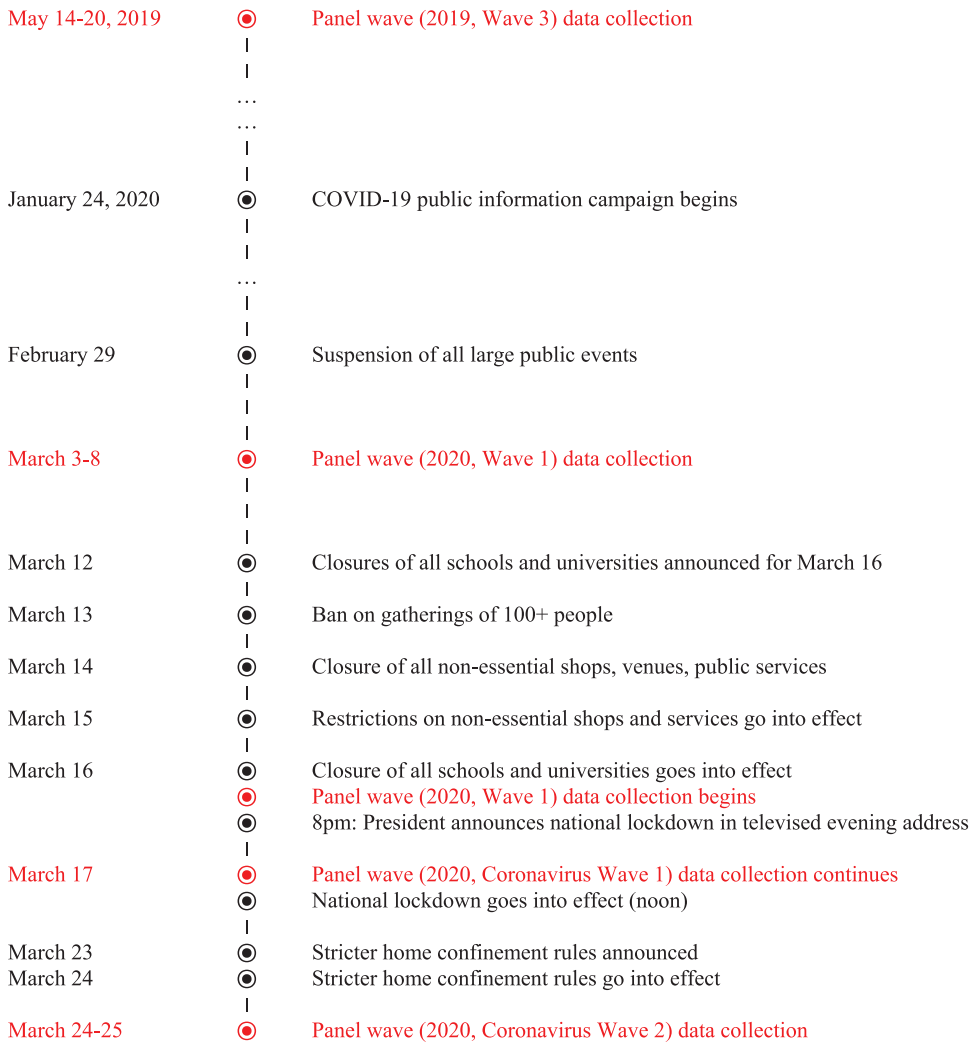 May 14-20, 2019 Panel wave (2019, Wave 3) data collection
…
…
January 24, 2020 COVID-19 public information campaign begins
…
February 29 Suspension of all large public events
March 3-8 Panel wave (2020, Wave 1) data collection
March 12 Closures of all schools and universities announced for March 16
March 13 Ban on gatherings of 100+ people
March 14 Closure of all non-essential shops, venues, public services
March 15 Restrictions on non-essential shops and services go into effect
March 16 Closure of all schools and universities goes into effect
Panel wave (2020, Wave 1) data collection begins
8pm: President announces national lockdown in televised evening address
March 17 Panel wave (2020, Coronavirus Wave 1) data collection continues
National lockdown goes into effect (noon)
March 23 Stricter home confinement rules announced
March 24 Stricter home confinement rules go into effect
March 24-25 Panel wave (2020, Coronavirus Wave 2) data collection